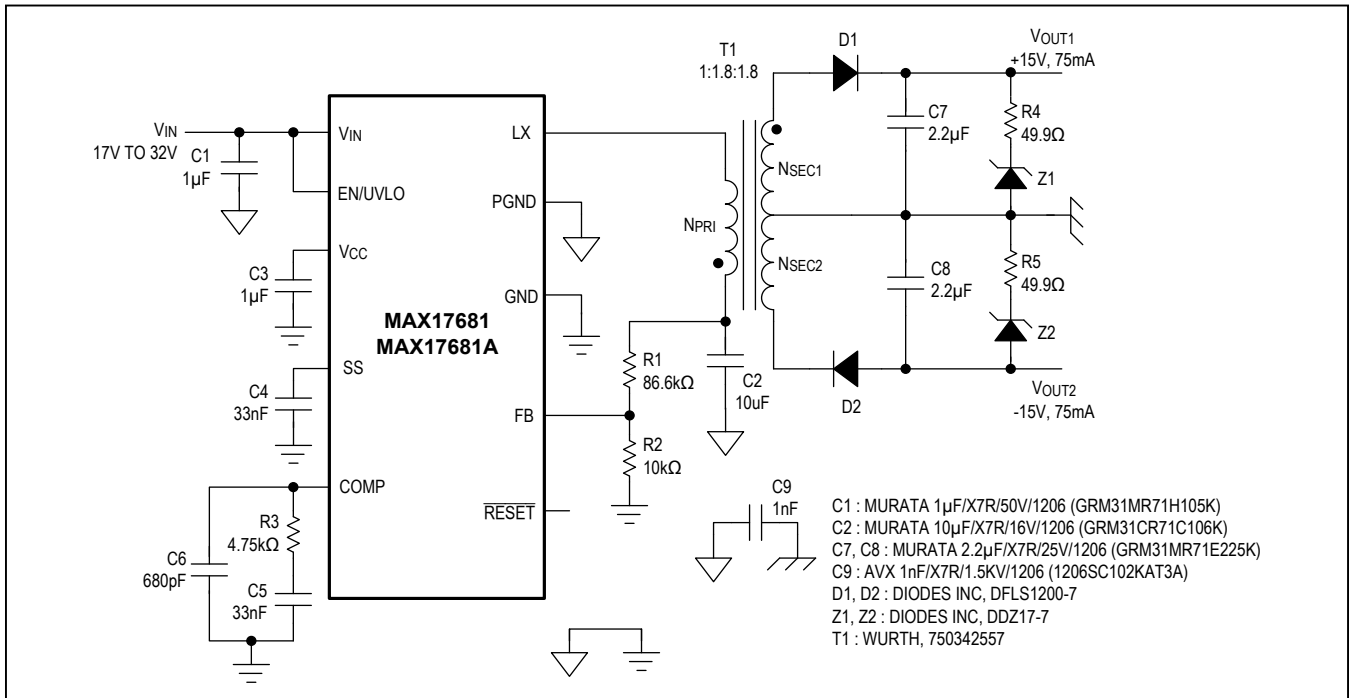 VIN
17V TO 32V
C1
1µF
VIN
EN/UVLO
VCC
C3
1µF
SS
C4
33nF
COMP
R3
4.75kΩ
C6
680pF
C5
33nF
MAX17681
MAX17681A
LX
PGND
GND
FB
RESET
R1
86.6kΩ
R2
10kΩ
C2
10uF
T1
1:1.8:1.8
NPRI
NSEC1
NSEC2
D1
D2
C7
2.2µF
C8
2.2µF
VOUT1
+15V, 75mA
R4
49.9Ω
Z1
R5
49.9Ω
Z2
VOUT2
-15V, 75mA
C9
1nF
C1 : MURATA 1µF/X7R/50V/1206 (GRM31MR71H105K)
C2 : MURATA 10µF/X7R/16V/1206 (GRM31CR71C106K)
C7, C8 : MURATA 2.2µF/X7R/25V/1206 (GRM31MR71E225K)
C9 : AVX 1nF/X7R/1.5KV/1206 (1206SC102KAT3A)
D1, D2 : DIODES INC, DFLS1200-7
Z1, Z2 : DIODES INC, DDZ17-7
T1 : WURTH, 750342557